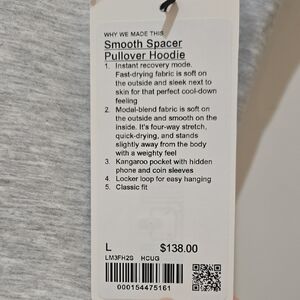 WHY WE MADE THIS
Smooth Spacer
Pullover Hoodie
1. Instant recovery mode.
Fast-drying fabric is soft on
the outside and sleek next to
skin for that perfect cool-down
feeling
2. Modal-blend fabric is soft on
the outside and smooth on the
inside. It's four-way stretch,
quick-drying, and stands
slightly away from the body
with a weighty feel
3. Kangaroo pocket with hidden
phone and coin sleeves
4. Locker loop for easy hanging
5. Classic fit
L $138.00
LM3FH2S HCUG
000154475161